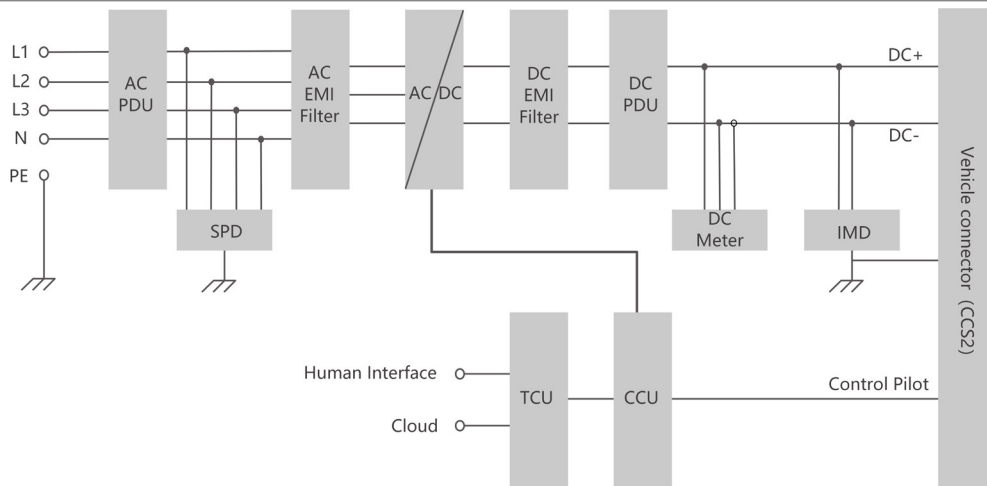 L1
L2
L3
N
PE
AC
PDU
SPD
AC
EMI
Filter
AC DC
DC
EMI
Filter
DC
PDU
DC
Meter
IMD
DC+
DC-
Vehicle connector (CCS2)
Human Interface
Cloud
TCU
CCU
Control Pilot